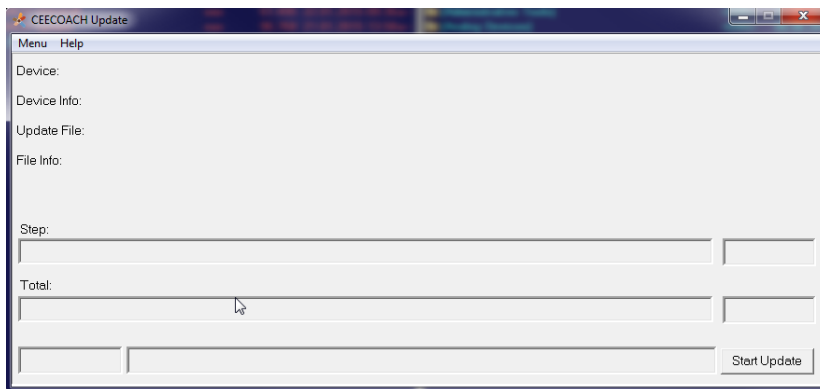 CEECOACH Update
Menu Help
Device:
Device Info:
Update File:
File Info:
Step:
Total:
Start Update